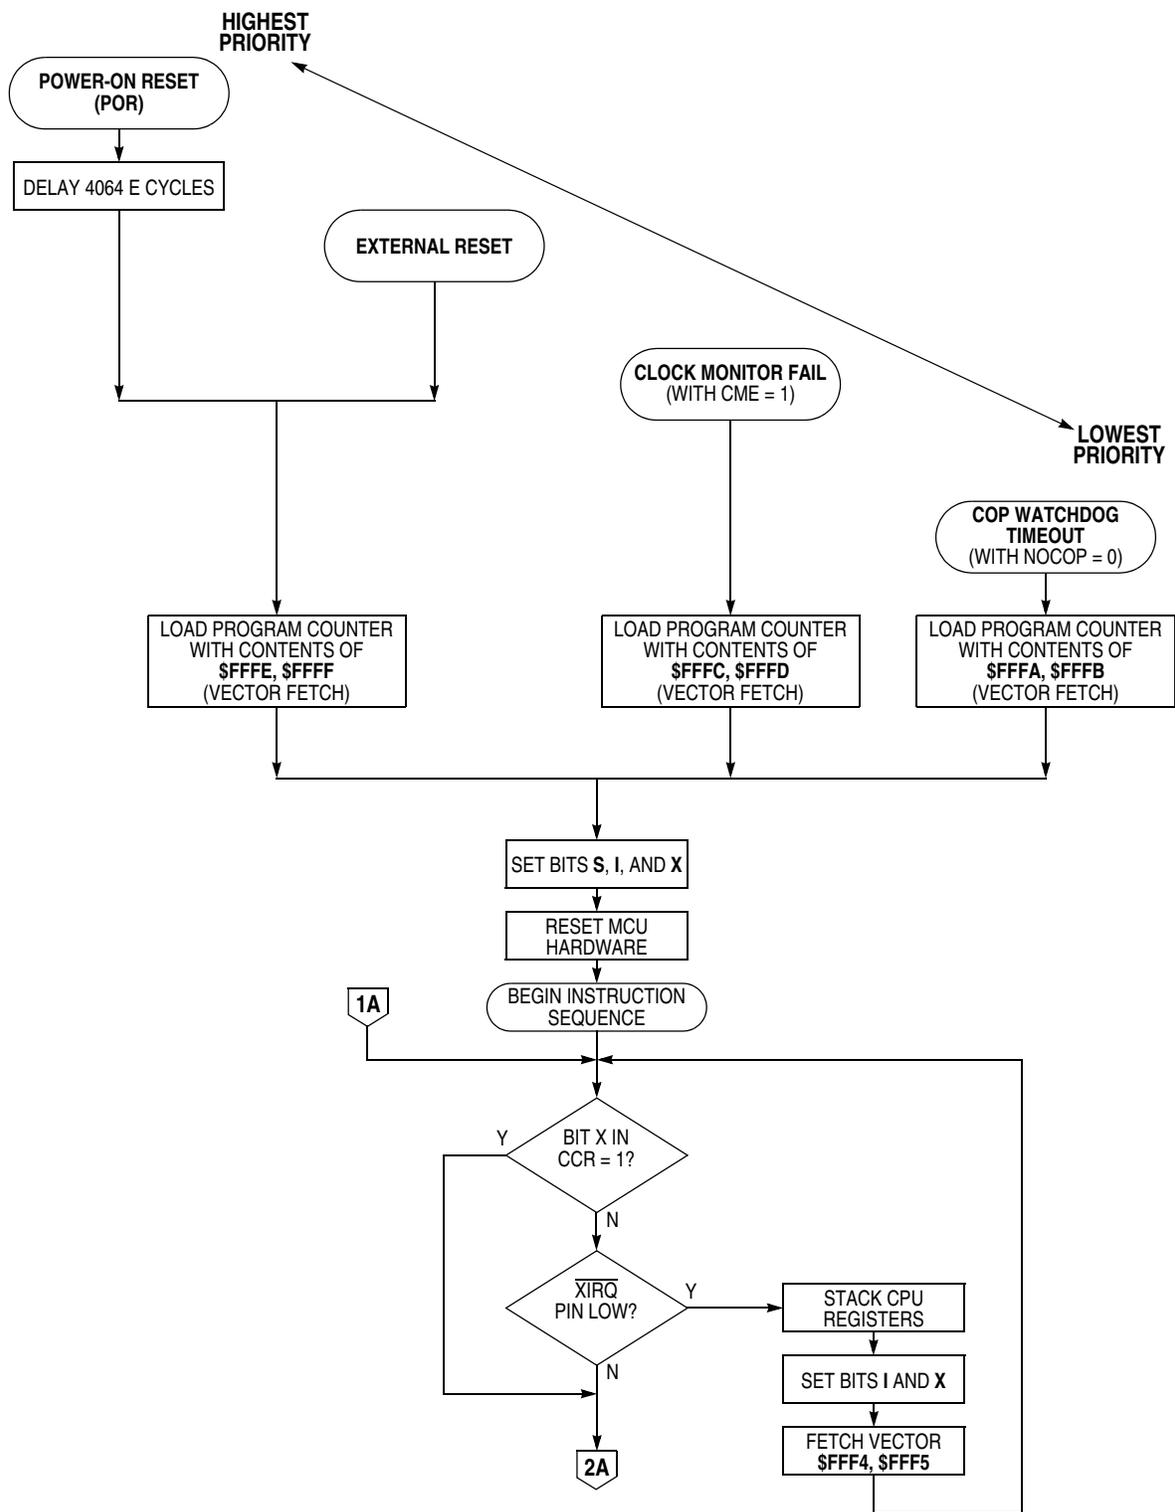 HIGHEST
PRIORITY
POWER-ON RESET
(POR)
DELAY 4064 E CYCLES
EXTERNAL RESET
CLOCK MONITOR FAIL
(WITH CME = 1)
LOWEST
PRIORITY
COP WATCHDOG
TIMEOUT
(WITH NOCOP = 0)
LOAD PROGRAM COUNTER
WITH CONTENTS OF
$FFFE, $FFFF
(VECTOR FETCH)
LOAD PROGRAM COUNTER
WITH CONTENTS OF
$FFFC, $FFFD
(VECTOR FETCH)
LOAD PROGRAM COUNTER
WITH CONTENTS OF
$FFFA, $FFFB
(VECTOR FETCH)
SET BITS S, I, AND X
RESET MCU
HARDWARE
1A
BEGIN INSTRUCTION
SEQUENCE
Y
BIT X IN
CCR = 1?
N
XIRQ
PIN LOW?
Y
STACK CPU
REGISTERS
N
SET BITS I AND X
FETCH VECTOR
$FFF4, $FFF5
2A